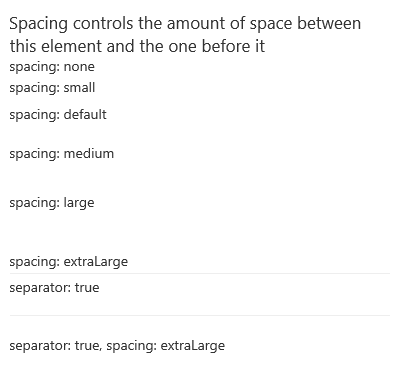 Spacing controls the amount of space between
this element and the one before it
spacing: none
spacing: small
spacing: default
spacing: medium
spacing: large
spacing: extraLarge
separator: true
separator: true, spacing: extraLarge